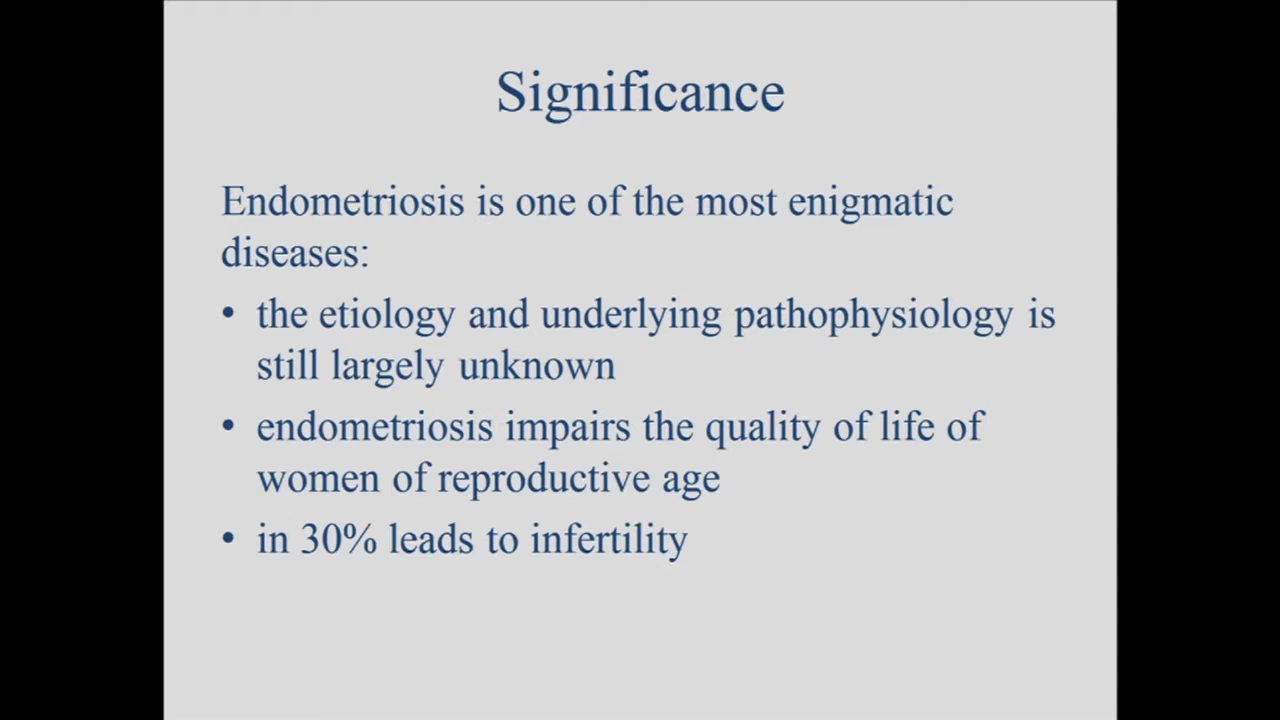 Significance
Endometriosis is one of the most enigmatic
diseases:
• the etiology and underlying pathophysiology is
still largely unknown
• endometriosis impairs the quality of life of
women of reproductive age
• in 30% leads to infertility